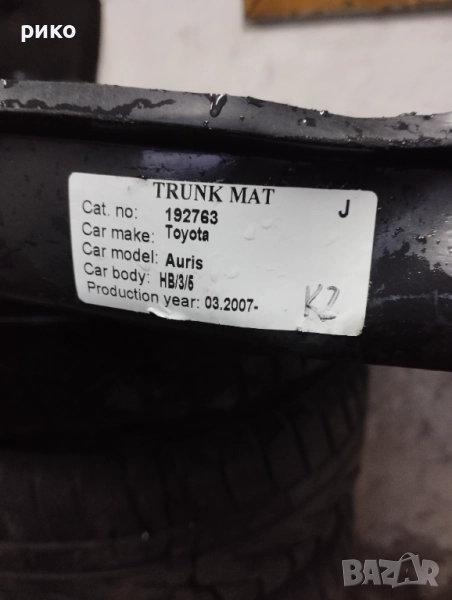 рико
TRUNK MAT J
Cat. no: 192763
Car make: Toyota
Car model: Auris
Car body: HB/3/5
Production year: 03.2007-
K2
BAZAR